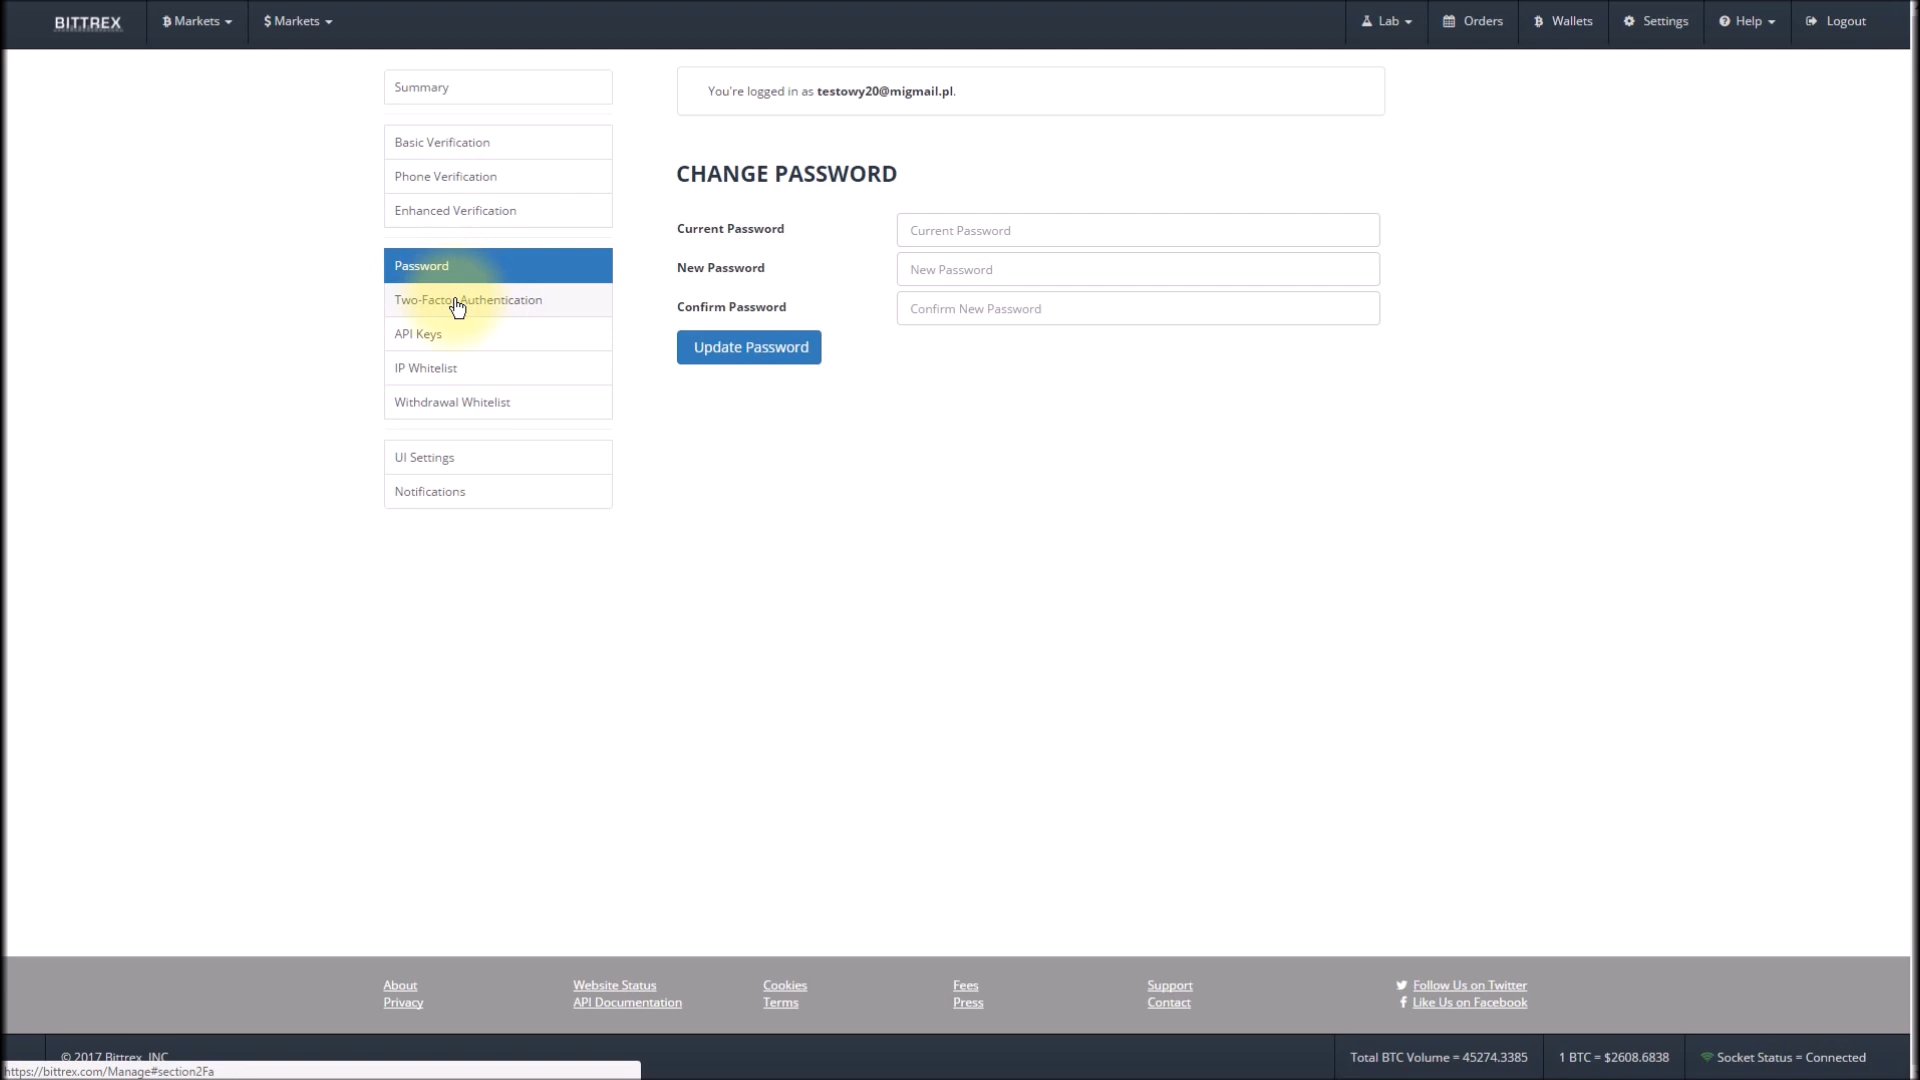 BITTREX
Markets
$ Markets
Lab
Orders
Wallets
Settings
Help
Logout
Summary
Basic Verification
Phone Verification
Enhanced Verification
Password
Two-Factor Authentication
API Keys
IP Whitelist
Withdrawal Whitelist
UI Settings
Notifications
You're logged in as testowy20@migmail.pl.
CHANGE PASSWORD
Current Password
Current Password
New Password
New Password
Confirm Password
Confirm New Password
Update Password
About
Privacy
Website Status
API Documentation
Cookies
Terms
Fees
Press
Support
Contact
Follow Us on Twitter
Like Us on Facebook
© 2017 Bittrex, INC
Total BTC Volume = 45274.3385
1 BTC = $2608.6838
Socket Status = Connected
https://bittrex.com/Manage#section2Fa